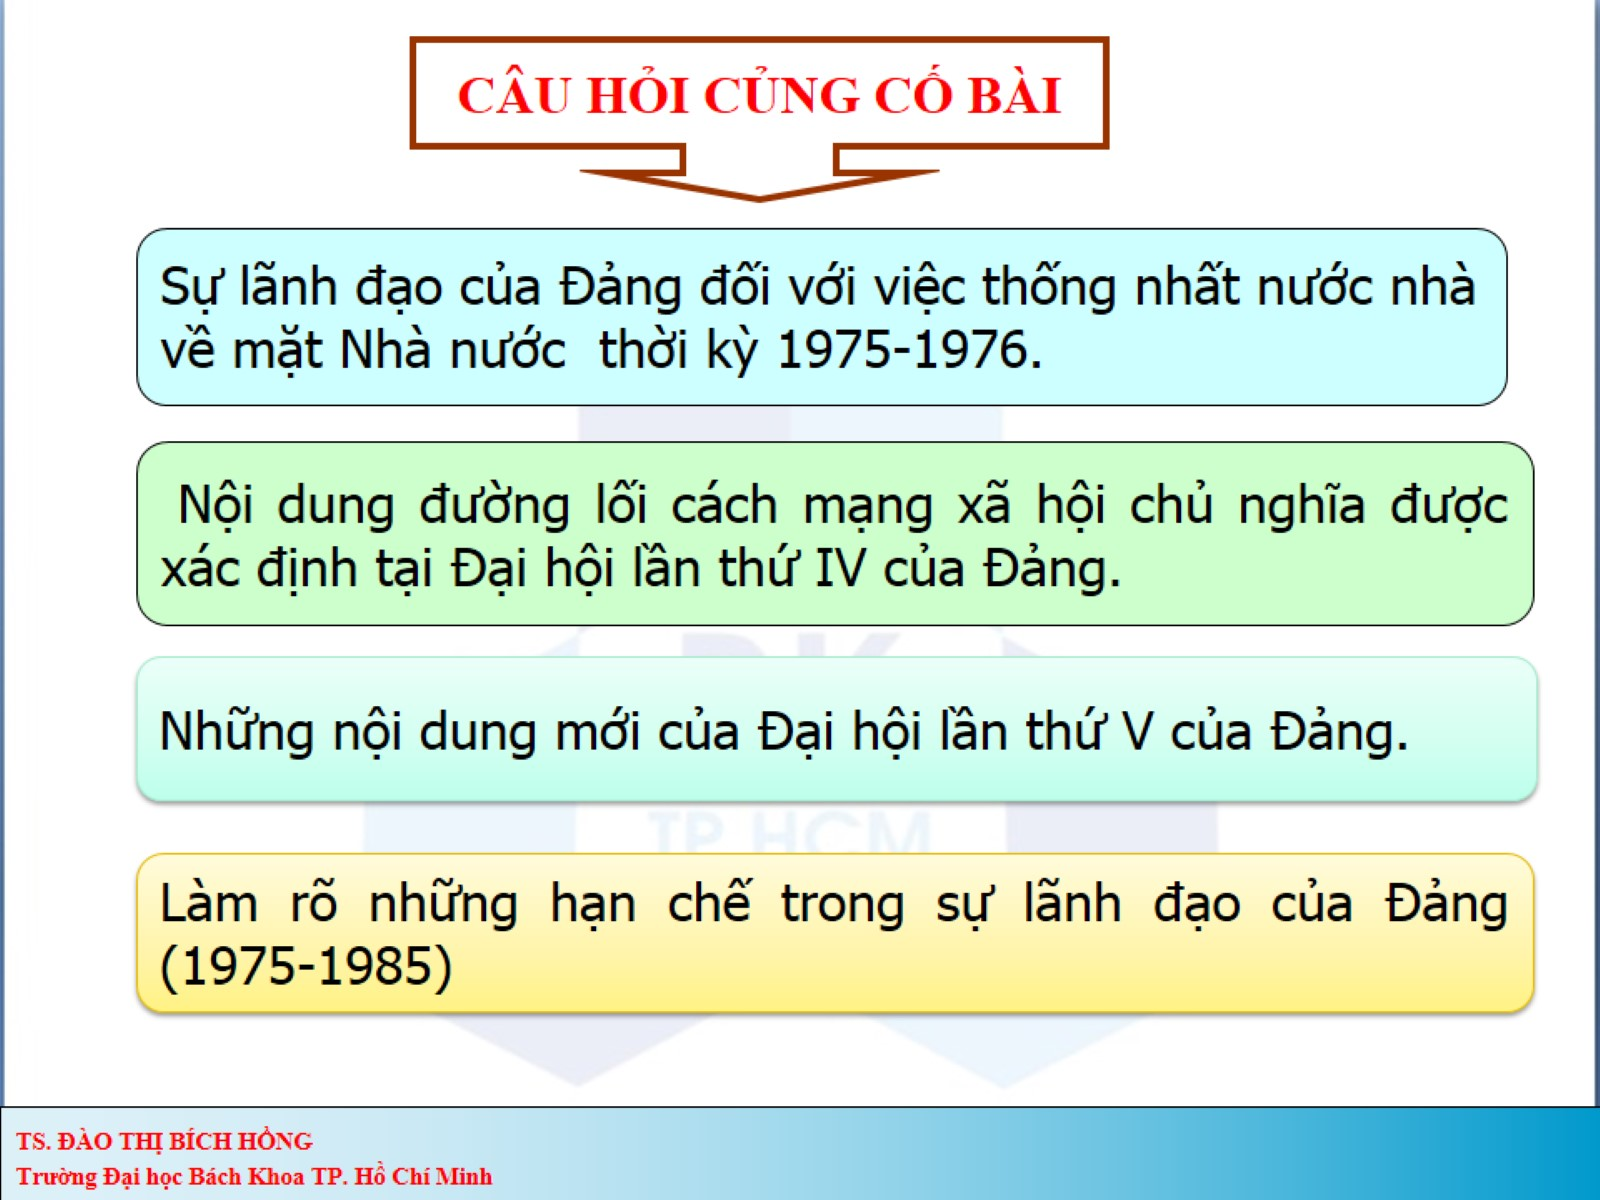 CÂU HỎI CỦNG CỐ BÀI
Sự lãnh đạo của Đảng đối với việc thống nhất nước nhà
về mặt Nhà nước thời kỳ 1975-1976.
Nội dung đường lối cách mạng xã hội chủ nghĩa được
xác định tại Đại hội lần thứ IV của Đảng.
Những nội dung mới của Đại hội lần thứ V của Đảng.
TP.HCM
Làm rõ những hạn chế trong sự lãnh đạo của Đảng
(1975-1985)
TS. ĐÀO THỊ BÍCH HỒNG
Trường Đại học Bách Khoa TP. Hồ Chí Minh